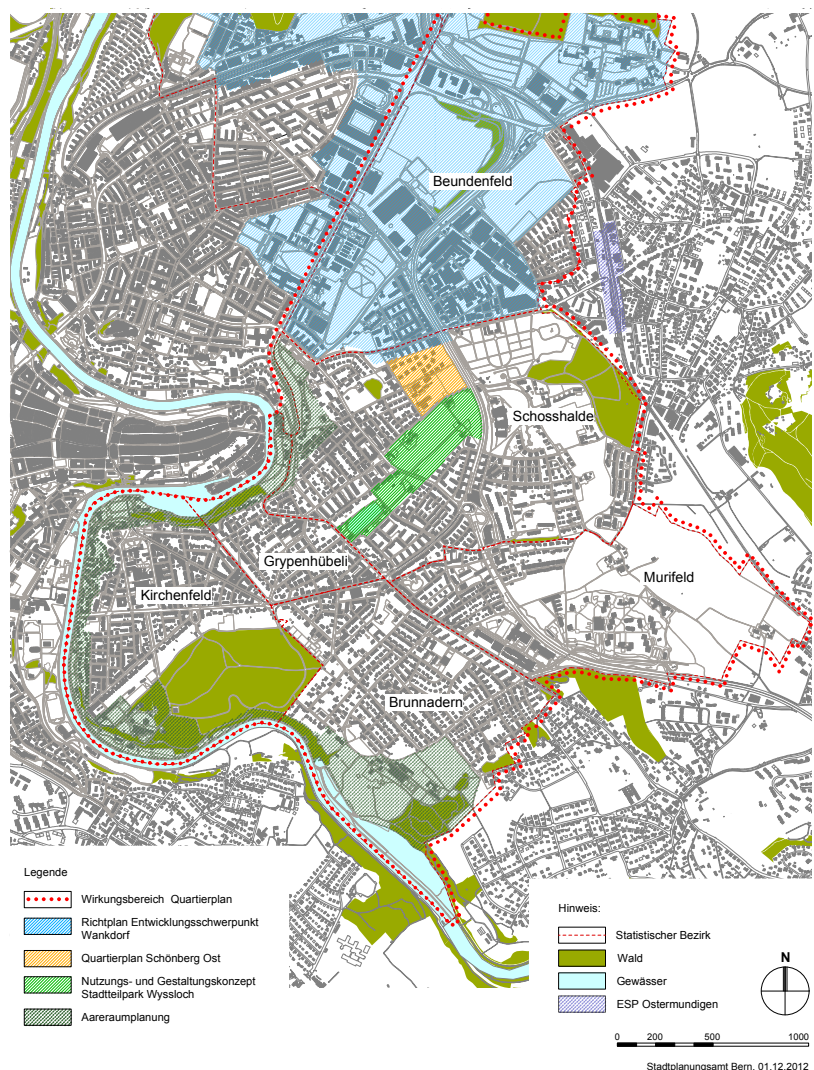 Beundenfeld
Schosshalde
Grypenhübeli
Murifeld
Kirchenfeld
Brunnadern
Legende
Wirkungsbereich Quartierplan
Richtplan Entwicklungsschwerpunkt
Wankdorf
Quartierplan Schönberg Ost
Nutzungs- und Gestaltungskonzept
Stadtteilpark Wyssloch
Aareraumplanung
Hinweis:
Statistischer Bezirk
Wald
Gewässer
ESP Ostermundigen
N
0 200 500 1000
Stadtplanungsamt Bern, 01.12.2012